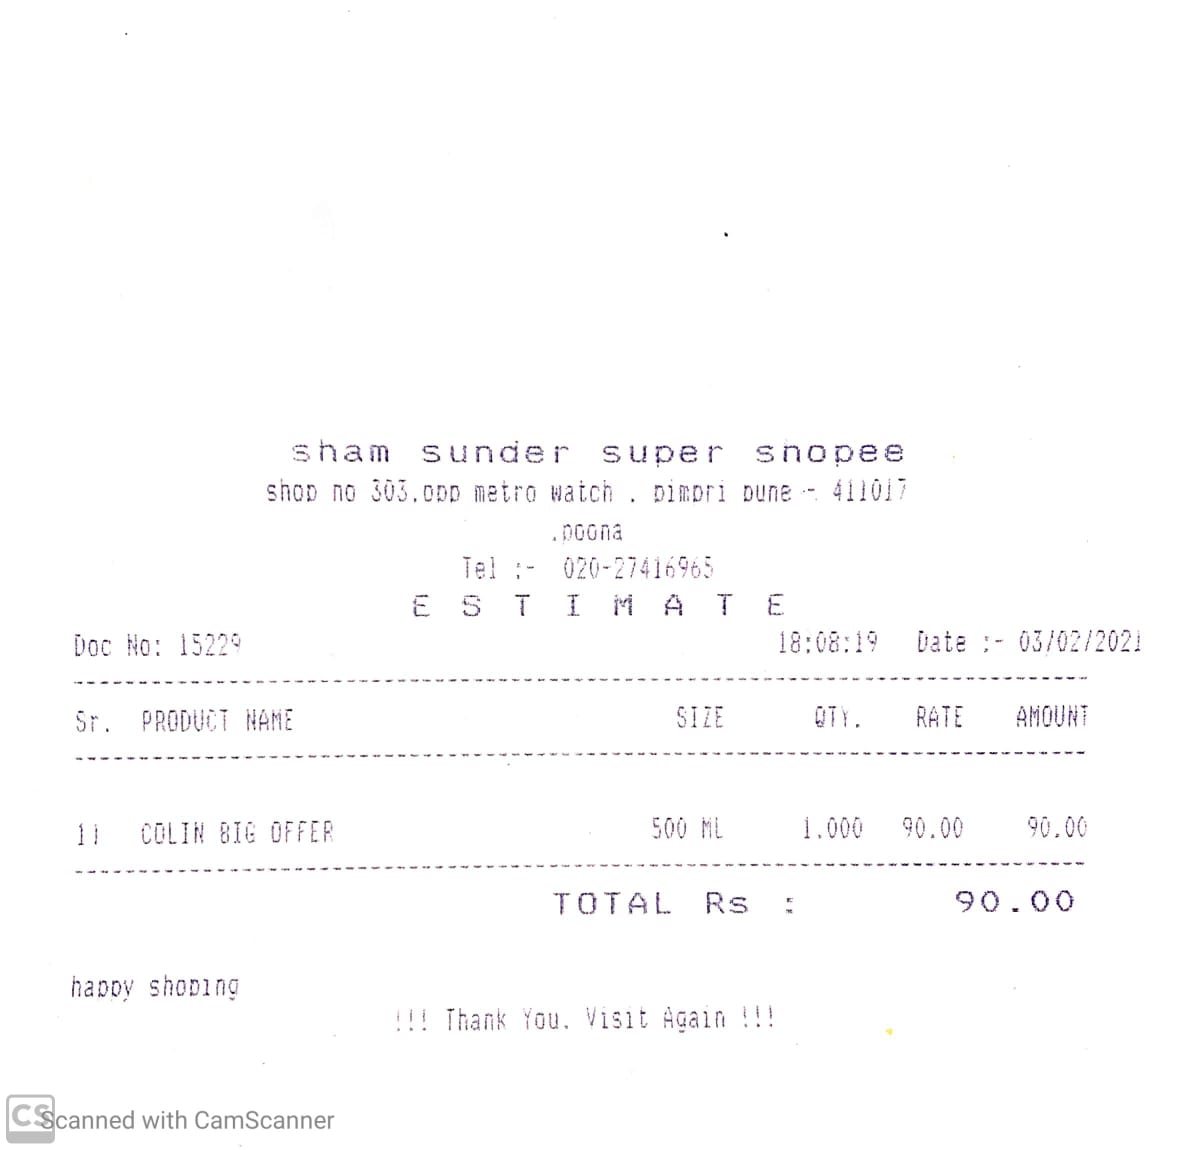 sham sunder super shopee
shop no 303,opp metro watch , pimpri pune - 411017
,poona
Tel :- 020-27416965
E S T I M A T E
Doc No: 15229 18:08:19 Date :- 03/02/2021
Sr. PRODUCT NAME SIZE QTY. RATE AMOUNT
1) COLIN BIG OFFER 500 ML 1.000 90.00 90.00
TOTAL Rs : 90.00
happy shoping
!!! Thank You, Visit Again !!!
CS Scanned with CamScanner